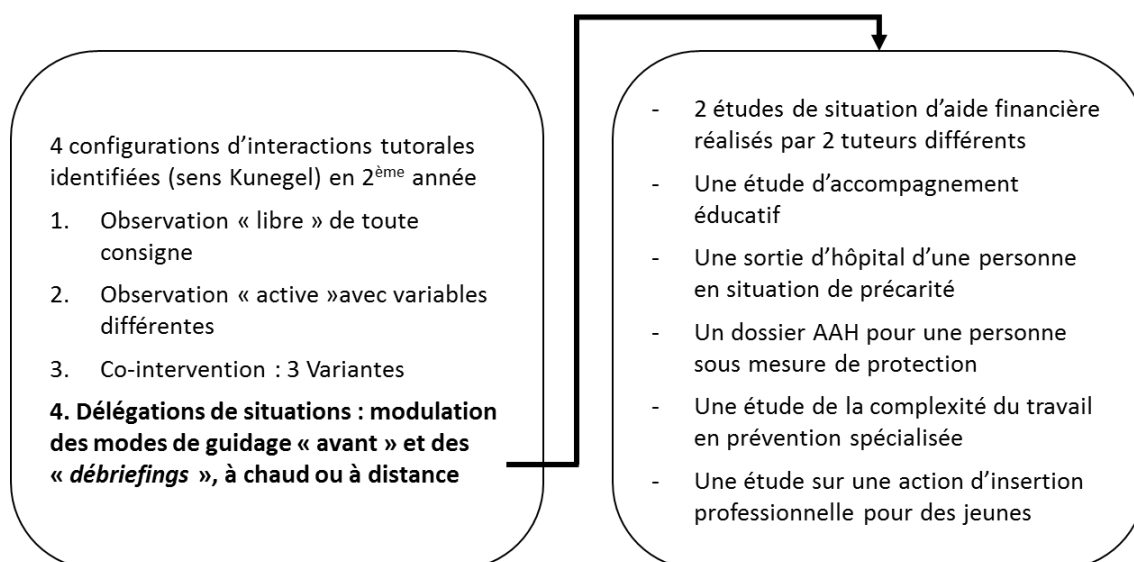 4 configurations d’interactions tutorales
identifiées (sens Kunegel) en 2ème année
1. Observation « libre » de toute
consigne
2. Observation « active »avec variables
différentes
3. Co-intervention : 3 Variantes
4. Délégations de situations : modulation
des modes de guidage « avant » et des
« débriefings », à chaud ou à distance
- 2 études de situation d’aide financière
réalisés par 2 tuteurs différents
- Une étude d’accompagnement
éducatif
- Une sortie d’hôpital d’une personne
en situation de précarité
- Un dossier AAH pour une personne
sous mesure de protection
- Une étude de la complexité du travail
en prévention spécialisée
- Une étude sur une action d’insertion
professionnelle pour des jeunes